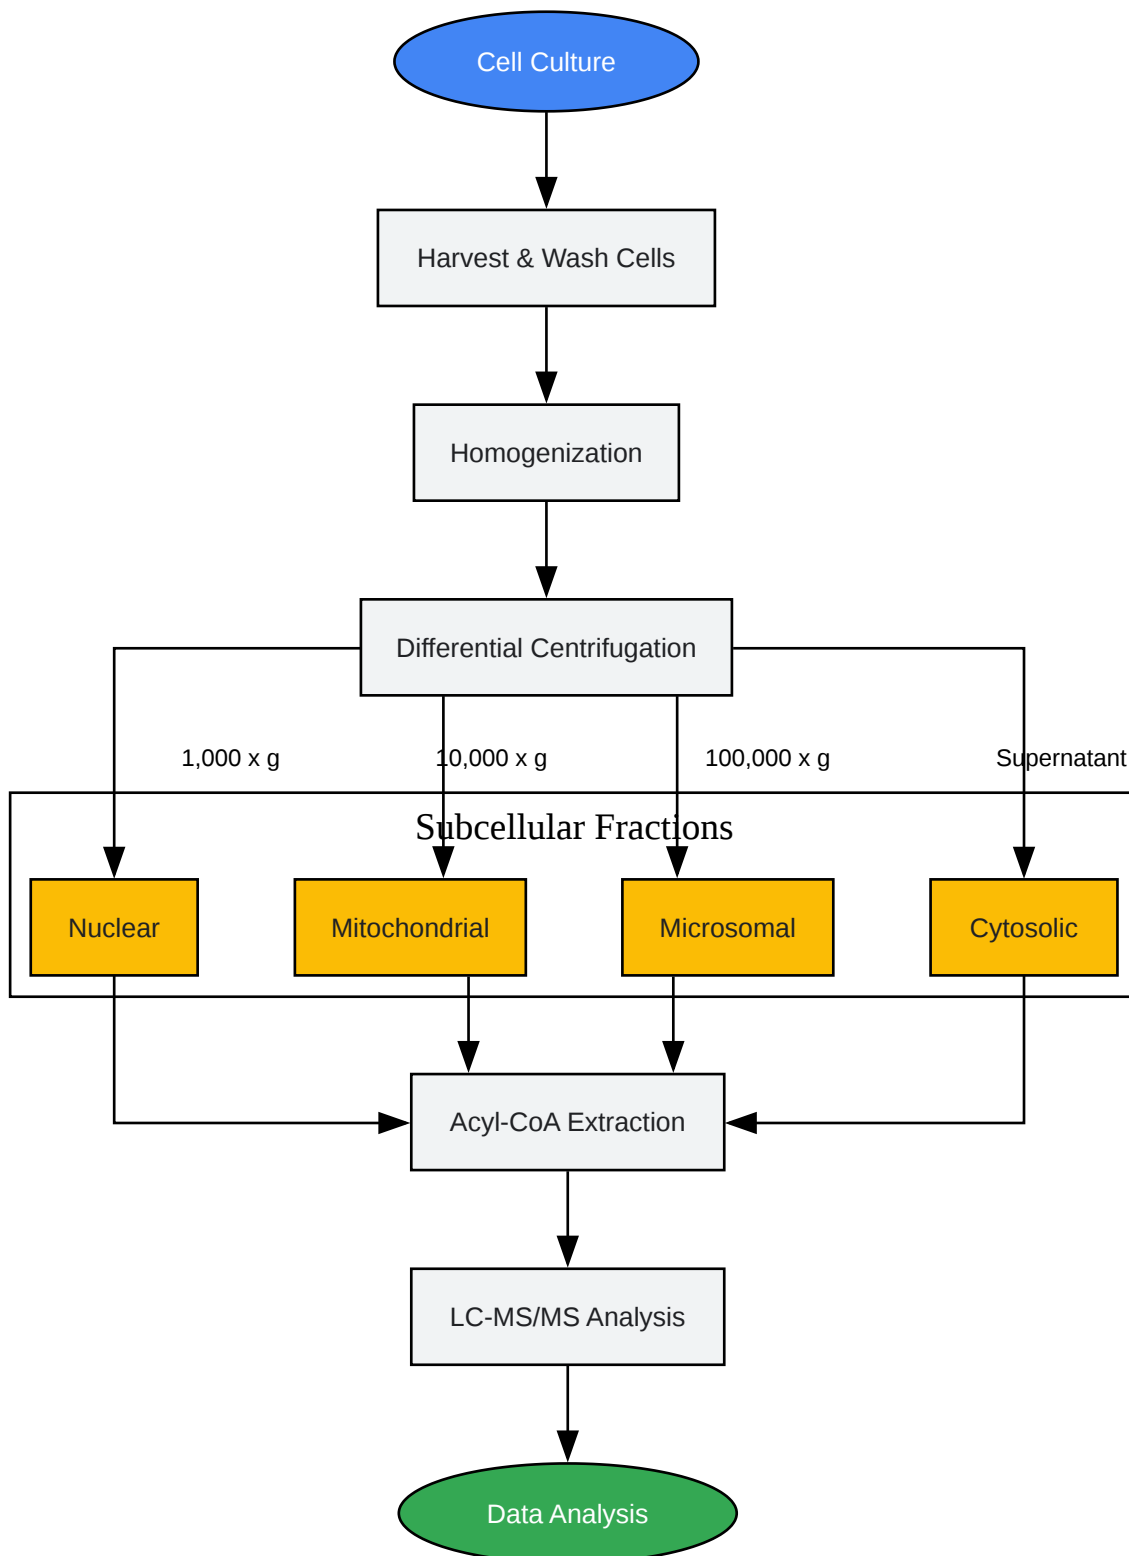 Cell Culture
Harvest & Wash Cells
Homogenization
Differential Centrifugation
1,000 x g
10,000 x g
100,000 x g
Supernatant
Subcellular Fractions
Nuclear
Mitochondrial
Microsomal
Cytosolic
Acyl-CoA Extraction
LC-MS/MS Analysis
Data Analysis